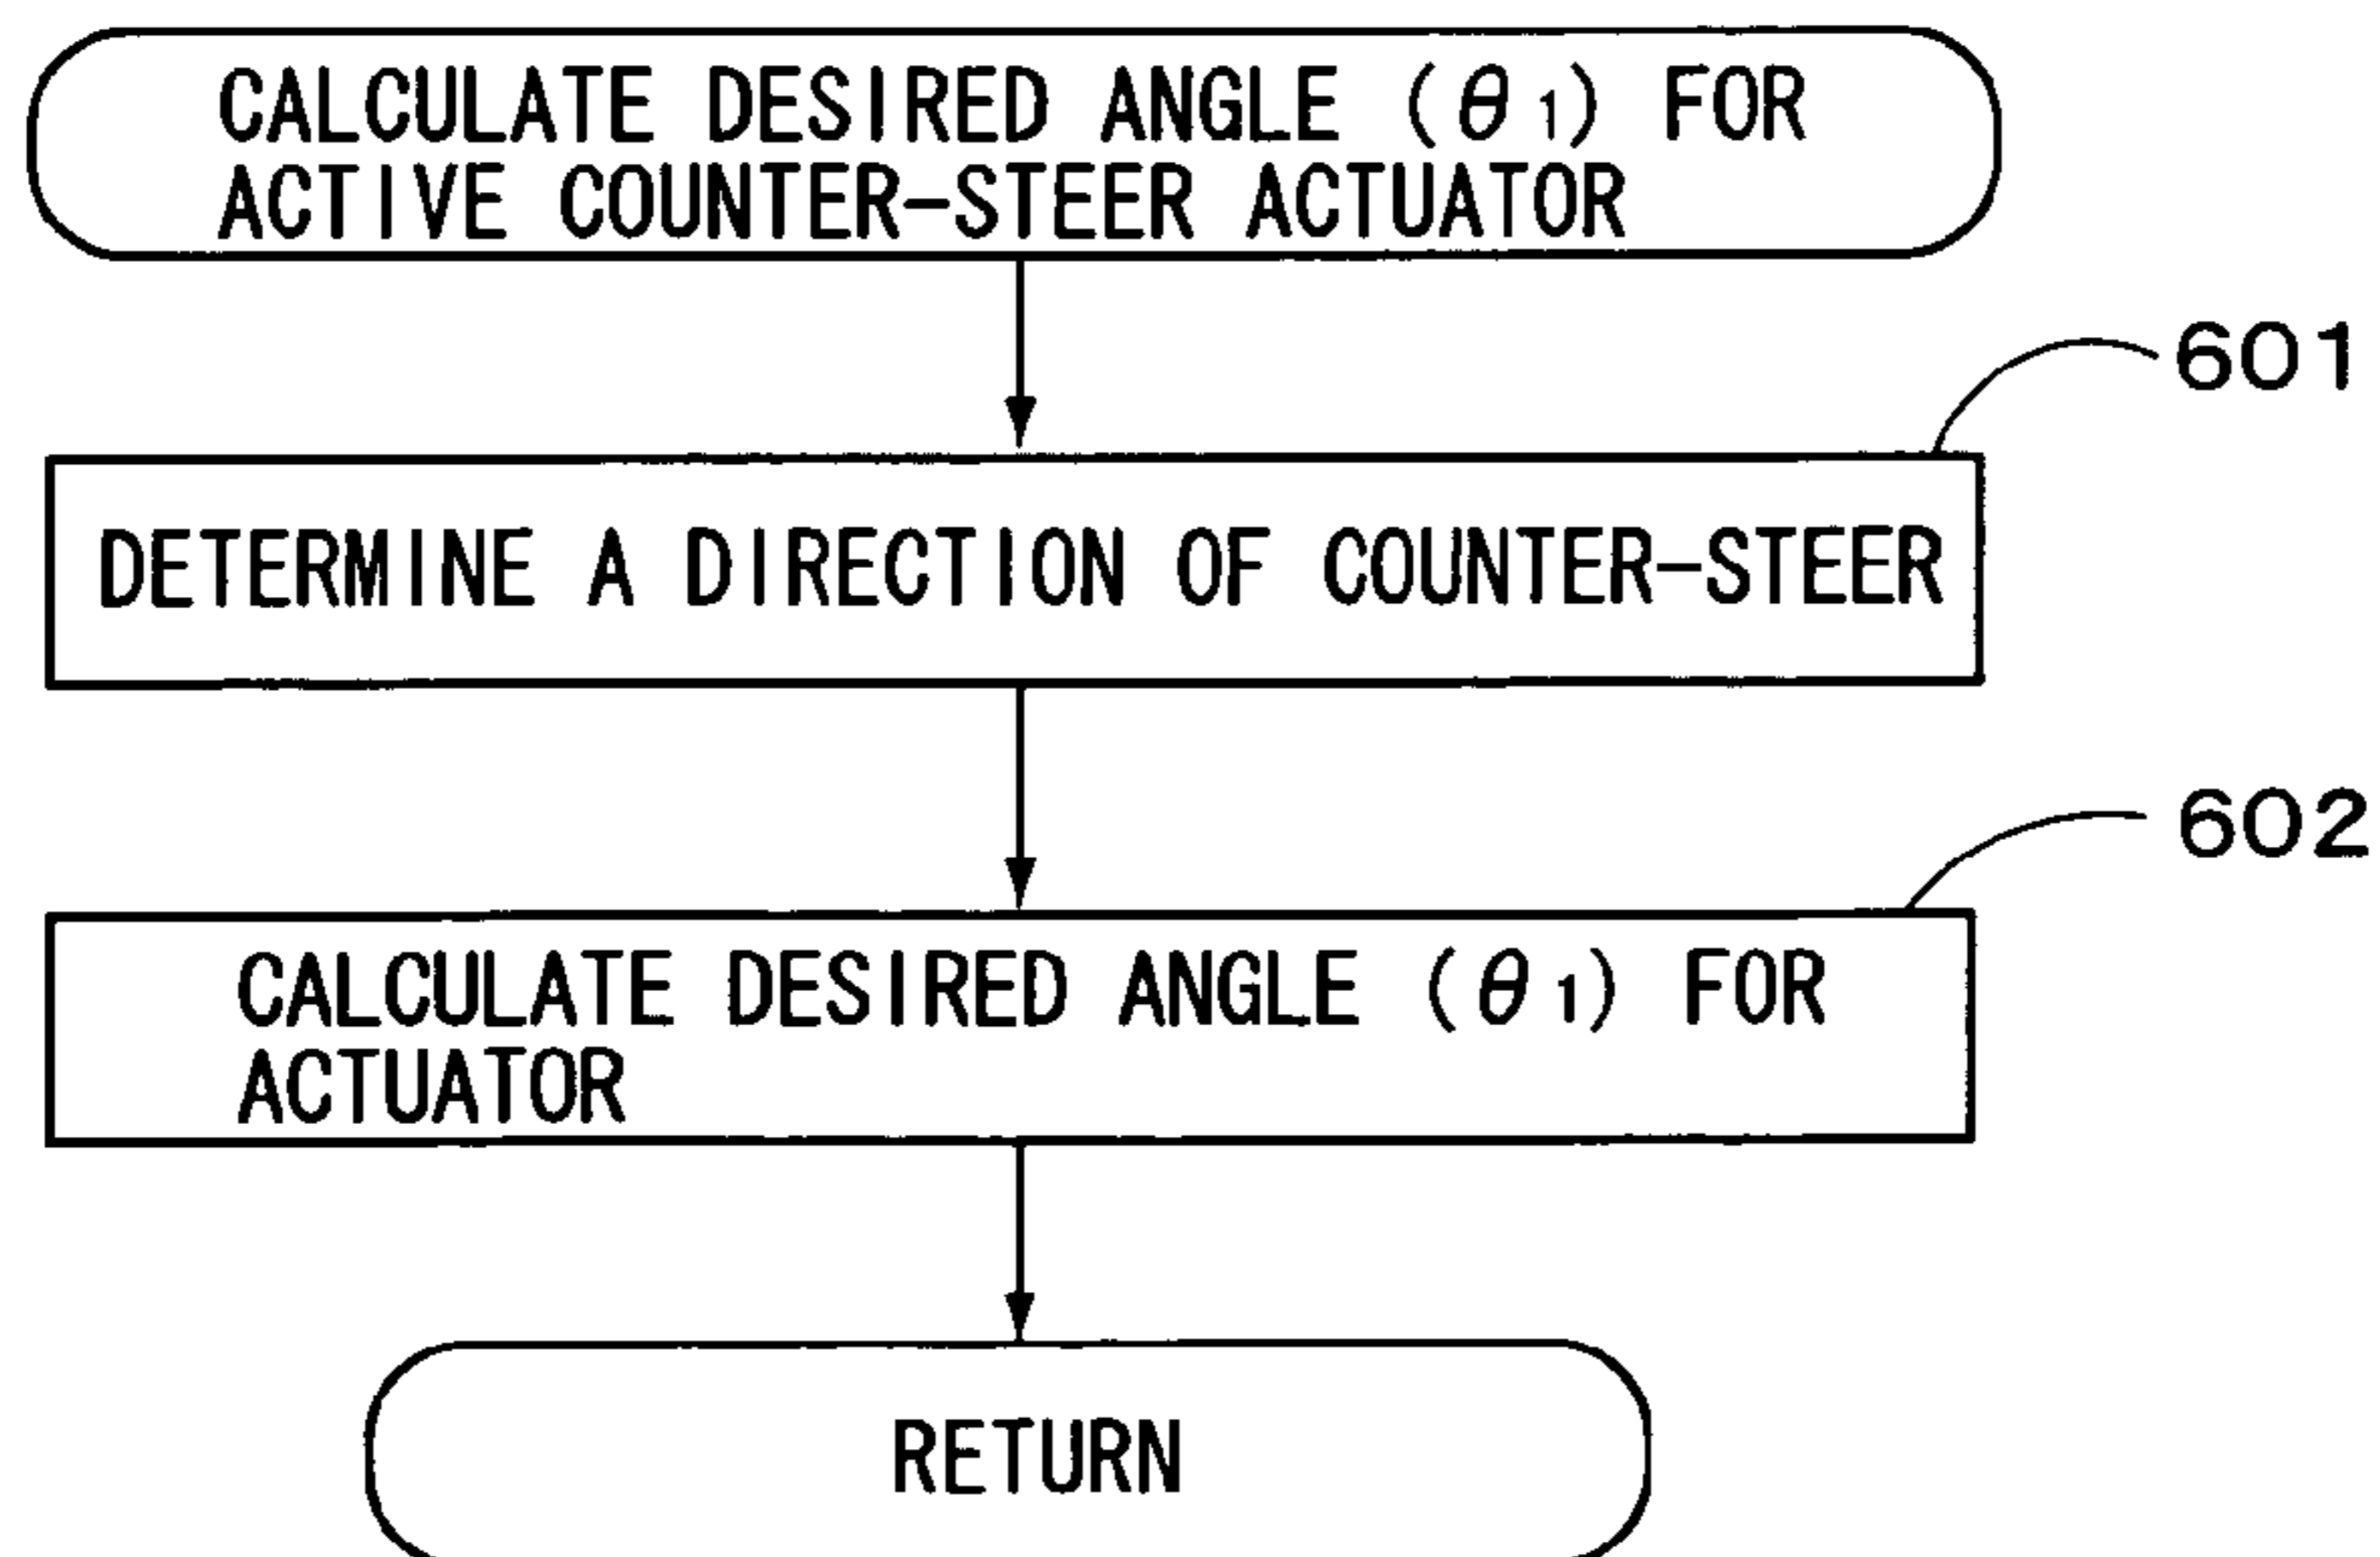 CALCULATE DESIRED ANGLE (θ1) FOR
ACTIVE COUNTER-STEER ACTUATOR
601
DETERMINE A DIRECTION OF COUNTER-STEER
602
CALCULATE DESIRED ANGLE (θ1) FOR
ACTUATOR
RETURN